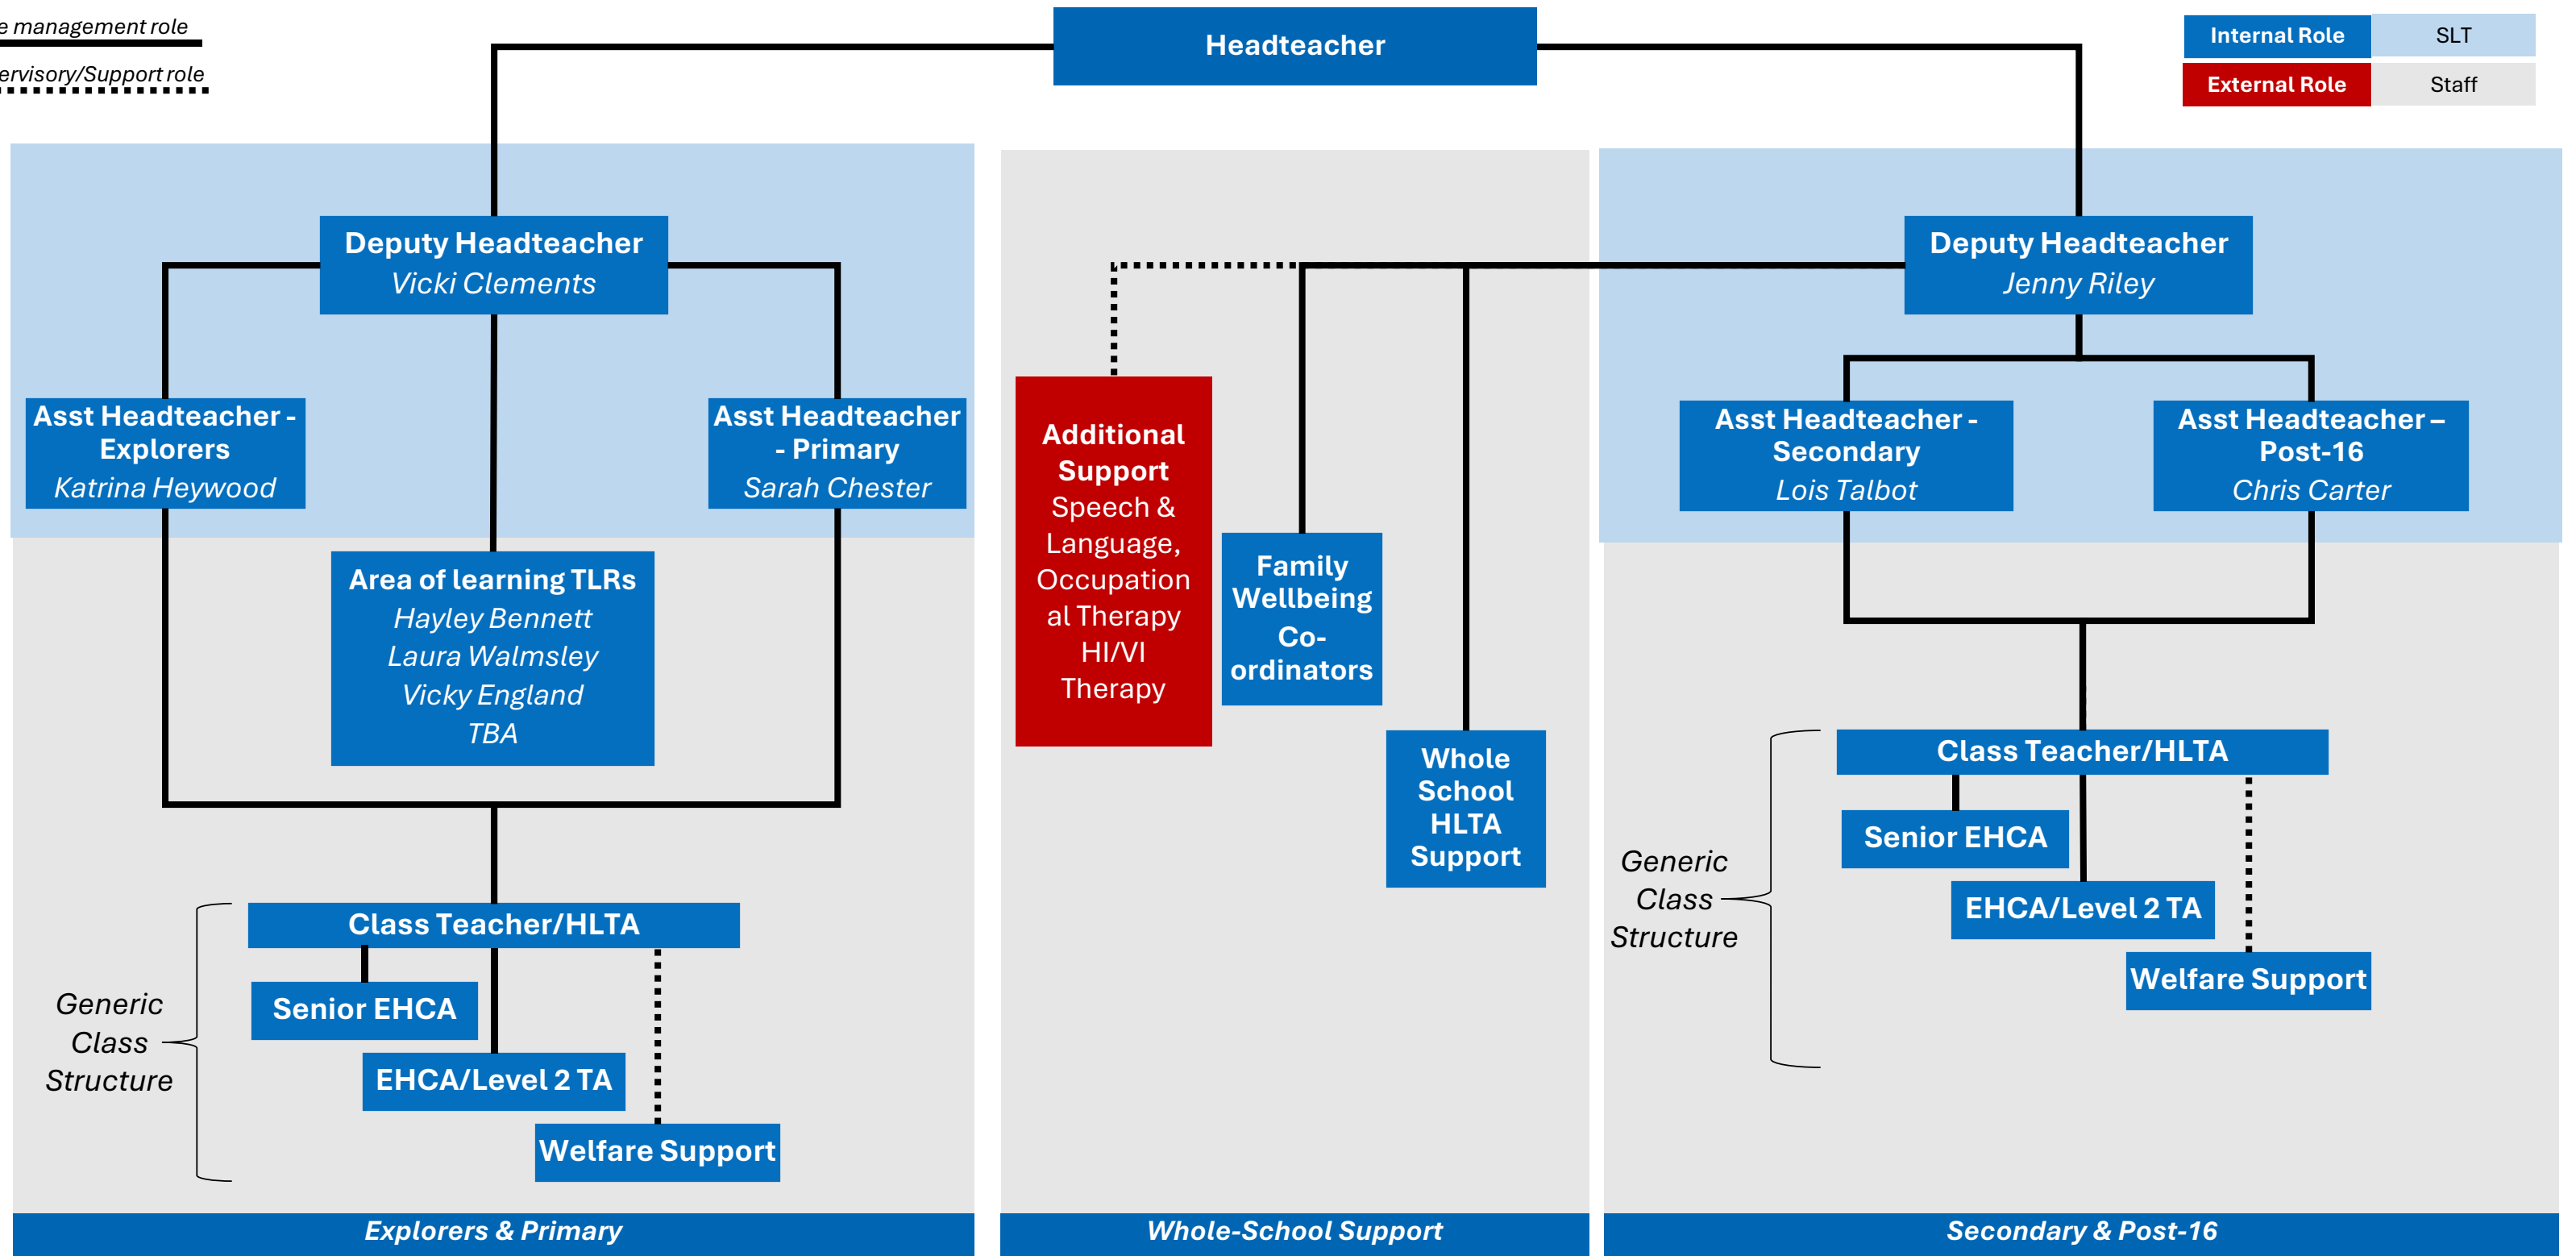 e management role
ervisory/Support role
Headteacher
Internal Role
SLT
External Role
Staff
Deputy Headteacher
Vicki Clements
Asst Headteacher -
Explorers
Katrina Heywood
Asst Headteacher
- Primary
Sarah Chester
Area of learning TLRs
Hayley Bennett
Laura Walmsley
Vicky England
TBA
Class Teacher/HLTA
Senior EHCA
EHCA/Level 2 TA
Welfare Support
Generic
Class
Structure
Explorers & Primary
Additional
Support
Speech &
Language,
Occupation
al Therapy
HI/VI
Therapy
Family
Wellbeing
Co-
ordinators
Whole
School
HLTA
Support
Whole-School Support
Deputy Headteacher
Jenny Riley
Asst Headteacher -
Secondary
Lois Talbot
Asst Headteacher –
Post-16
Chris Carter
Class Teacher/HLTA
Senior EHCA
EHCA/Level 2 TA
Welfare Support
Generic
Class
Structure
Secondary & Post-16